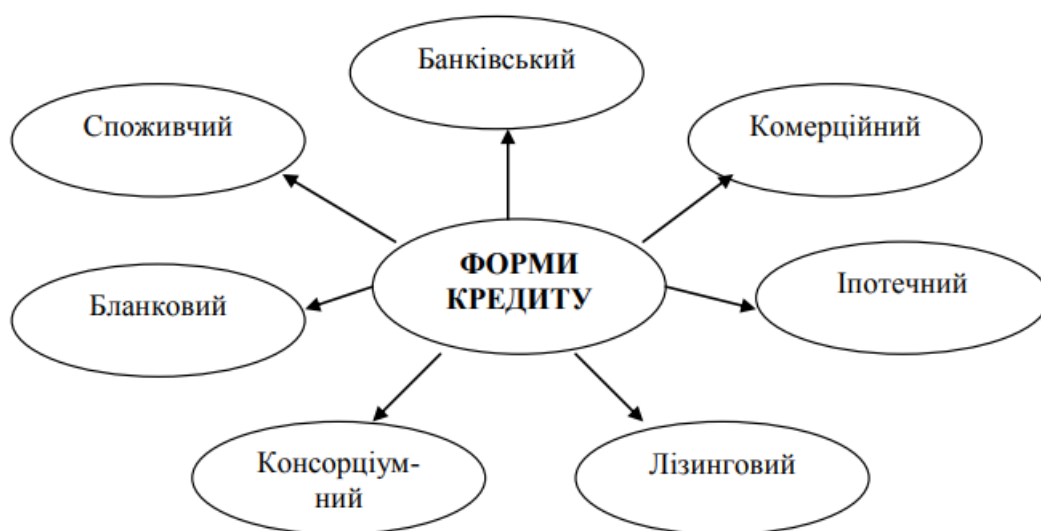 Банківський
Споживчий
Комерційний
ФОРМИ
КРЕДИТУ
Бланковий
Іпотечний
Консорціум-
ний
Лізинговий